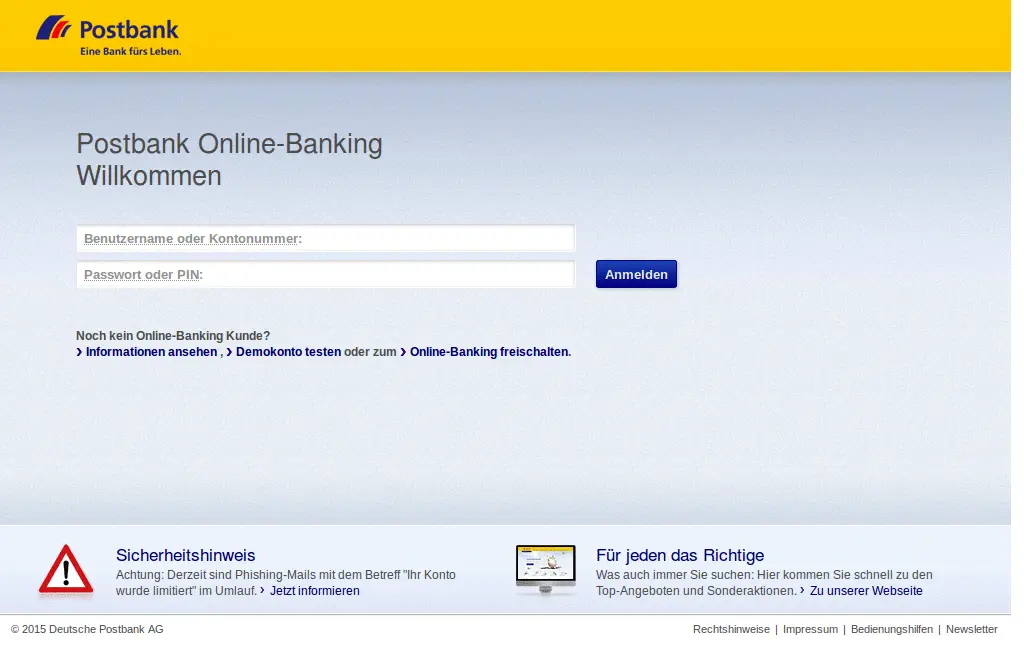 Postbank
Eine Bank fürs Leben.
Postbank Online-Banking
Willkommen
Benutzername oder Kontonummer:
Passwort oder PIN:
Anmelden
Noch kein Online-Banking Kunde?
› Informationen ansehen , › Demokonto testen oder zum › Online-Banking freischalten.
Sicherheitshinweis
Achtung: Derzeit sindf Phishing-Mails mit dem Betreff "Ihr Konto
wurde limitiert" im Umlauf. › Jetzt informieren
Für jeden das Richtige
Was auch immer Sie suchen: Hier kommen Sie schnell zu den
Top-Angeboten und Sonderaktionen. › Zu unserer Webseite
© 2015 Deutsche Postbank AG
Rechtshinweise | Impressum | Bedienungshilfen | Newsletter